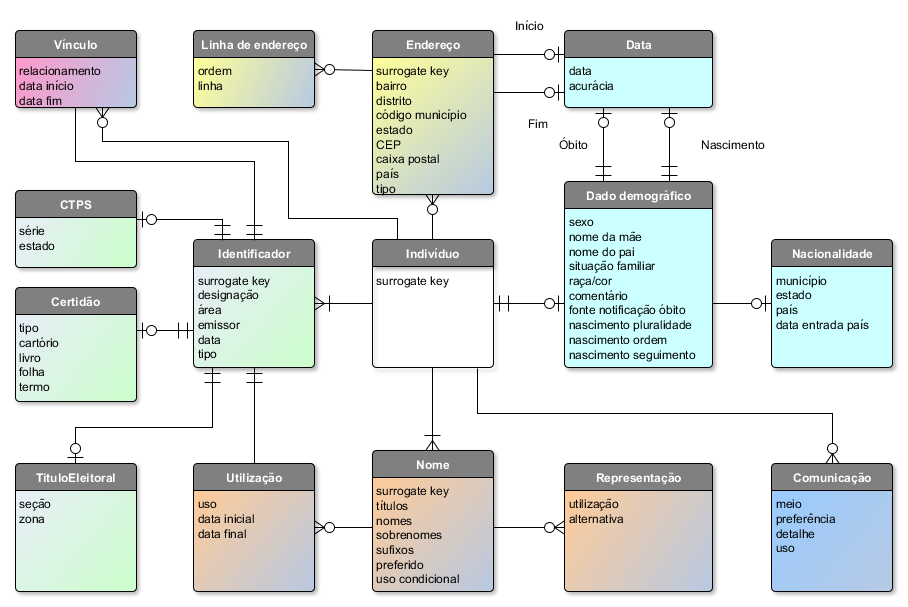 Início
Vínculo
relacionamento
data início
data fim
Linha de endereço
ordem
linha
Endereço
surrogate key
bairro
distrito
código município
estado
CEP
caixa postal
país
tipo
Data
data
acurácia
Fim
Óbito
Nascimento
CTPS
série
estado
Identificador
surrogate key
designação
área
emissor
data
tipo
Indivíduo
surrogate key
Dado demográfico
sexo
nome da mãe
nome do pai
situação familiar
raça/cor
comentário
fonte notificação óbito
nascimento pluralidade
nascimento ordem
nascimento seguimento
Nacionalidade
município
estado
país
data entrada país
Certidão
tipo
cartório
livro
folha
termo
TituloEleitoral
seção
zona
Utilização
uso
data inicial
data final
Nome
surrogate key
títulos
nomes
sobrenomes
sufixos
preferido
uso condicional
Representação
utilização
alternativa
Comunicação
meio
preferência
detalhe
uso